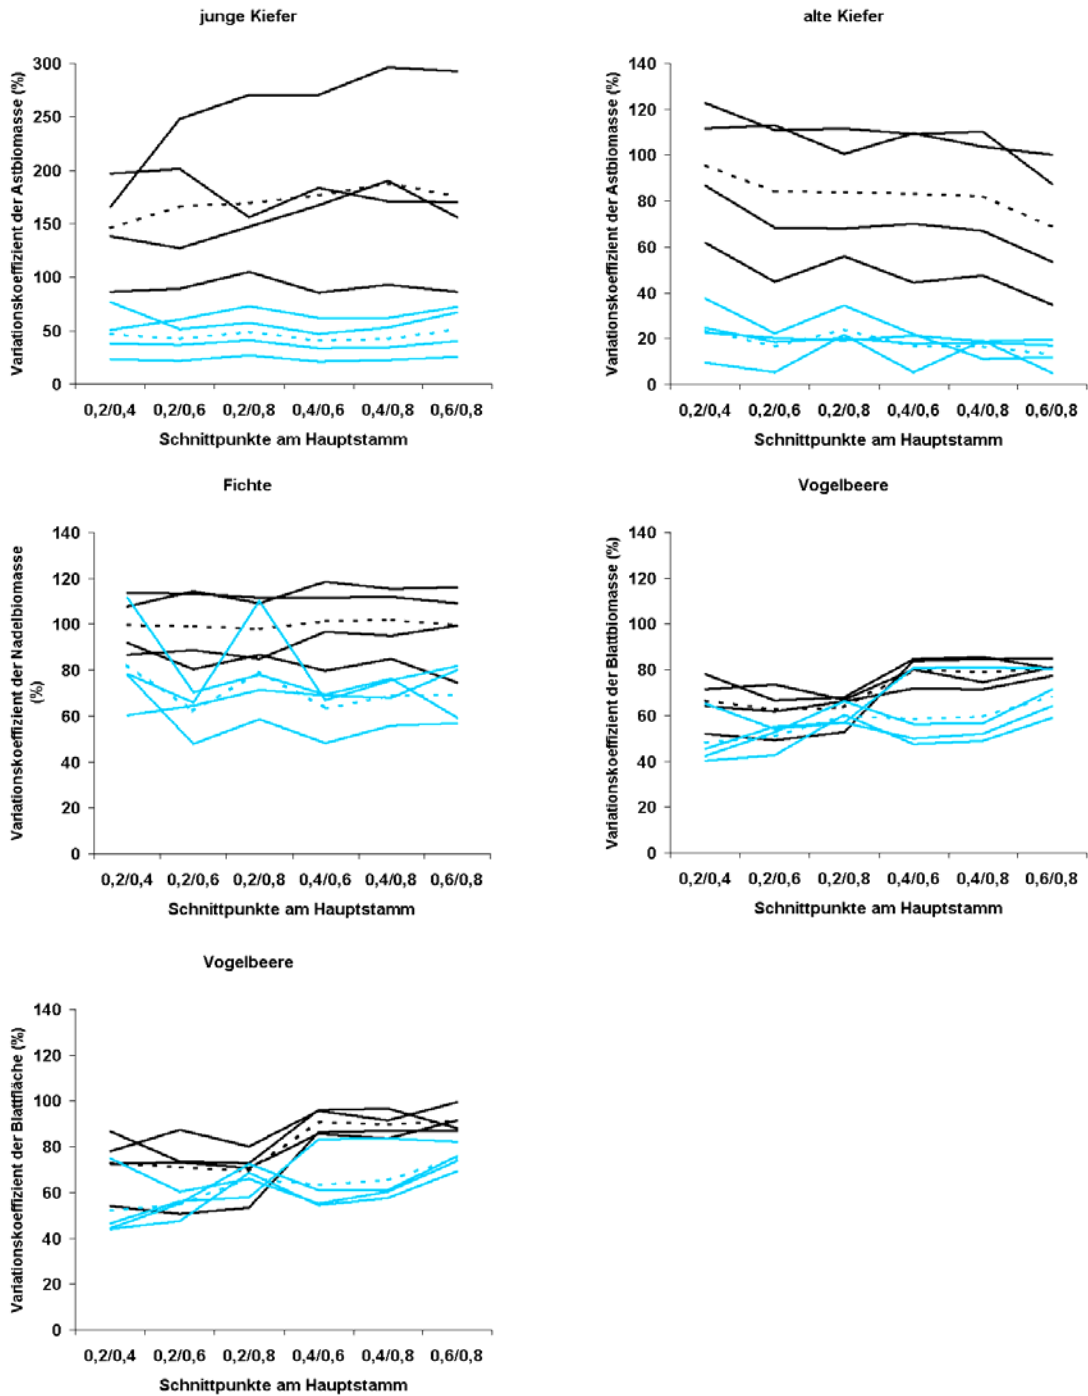 junge Kiefer
Variationskoeffizient der Astbiomasse (%)
300
250
200
150
100
50
0
0,2/0,4 0,2/0,6 0,2/0,8 0,4/0,6 0,4/0,8 0,6/0,8
Schnittpunkte am Hauptstamm
alte Kiefer
Variationskoeffizient der Astbiomasse (%)
140
120
100
80
60
40
20
0
0,2/0,4 0,2/0,6 0,2/0,8 0,4/0,6 0,4/0,8 0,6/0,8
Schnittpunkte am Hauptstamm
Fichte
Variationskoeffizient der Nadelbiomasse
(%)
140
120
100
80
60
40
20
0
0,2/0,4 0,2/0,6 0,2/0,8 0,4/0,6 0,4/0,8 0,6/0,8
Schnittpunkte am Hauptstamm
Vogelbeere
Variationskoeffizient der Blattbiomasse (%)
140
120
100
80
60
40
20
0
0,2/0,4 0,2/0,6 0,2/0,8 0,4/0,6 0,4/0,8 0,6/0,8
Schnittpunkte am Hauptstamm
Vogelbeere
Variationskoeffizient der Blattfläche (%)
140
120
100
80
60
40
20
0
0,2/0,4 0,2/0,6 0,2/0,8 0,4/0,6 0,4/0,8 0,6/0,8
Schnittpunkte am Hauptstamm